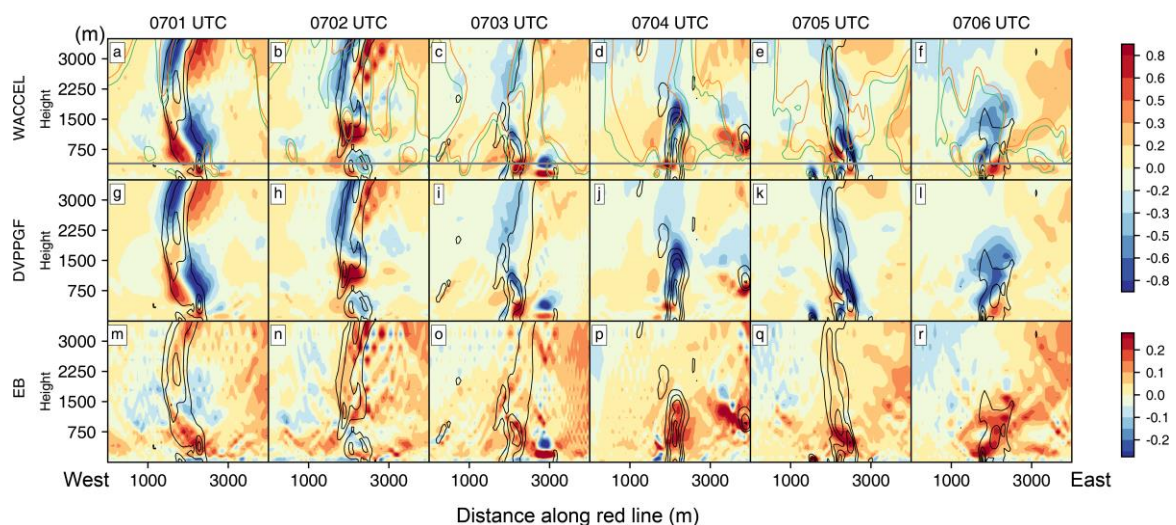 0701 UTC 0702 UTC 0703 UTC 0704 UTC 0705 UTC 0706 UTC
(m)
a b c d e f
WACCEL
Height
3000
2250
1500
750
0.8
0.6
0.5
0.3
0.2
0.0
-0.2
-0.3
-0.5
-0.6
-0.8
g h i j k l
DVPPGF
Height
3000
2250
1500
750
m n o p q r
EB
Height
3000
2250
1500
750
0.2
0.2
0.1
0.0
-0.1
-0.2
-0.2
West 1000 3000 1000 3000 1000 3000 1000 3000 1000 3000 1000 3000 East
Distance along red line (m)